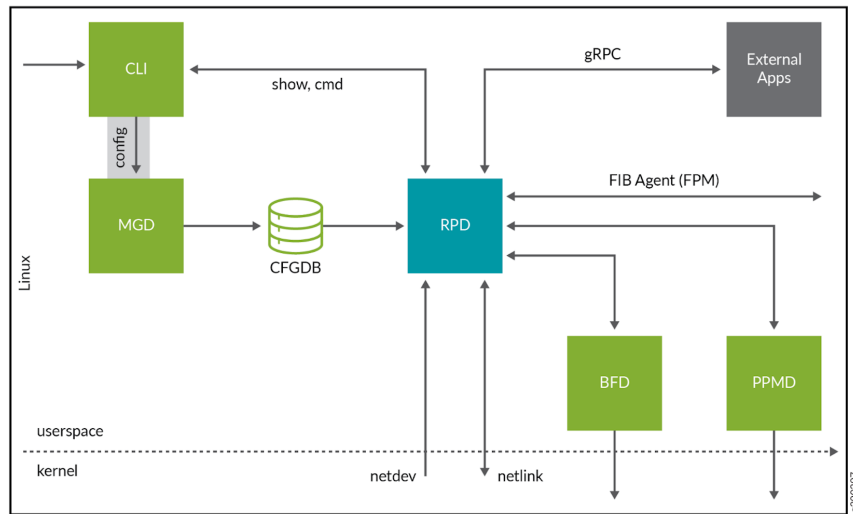 CLI
show, cmd
gRPC
External
Apps
config
MGD
CFGDB
RPD
FIB Agent (FPM)
Linux
BFD
PPMD
userspace
kernel
netdev
netlink